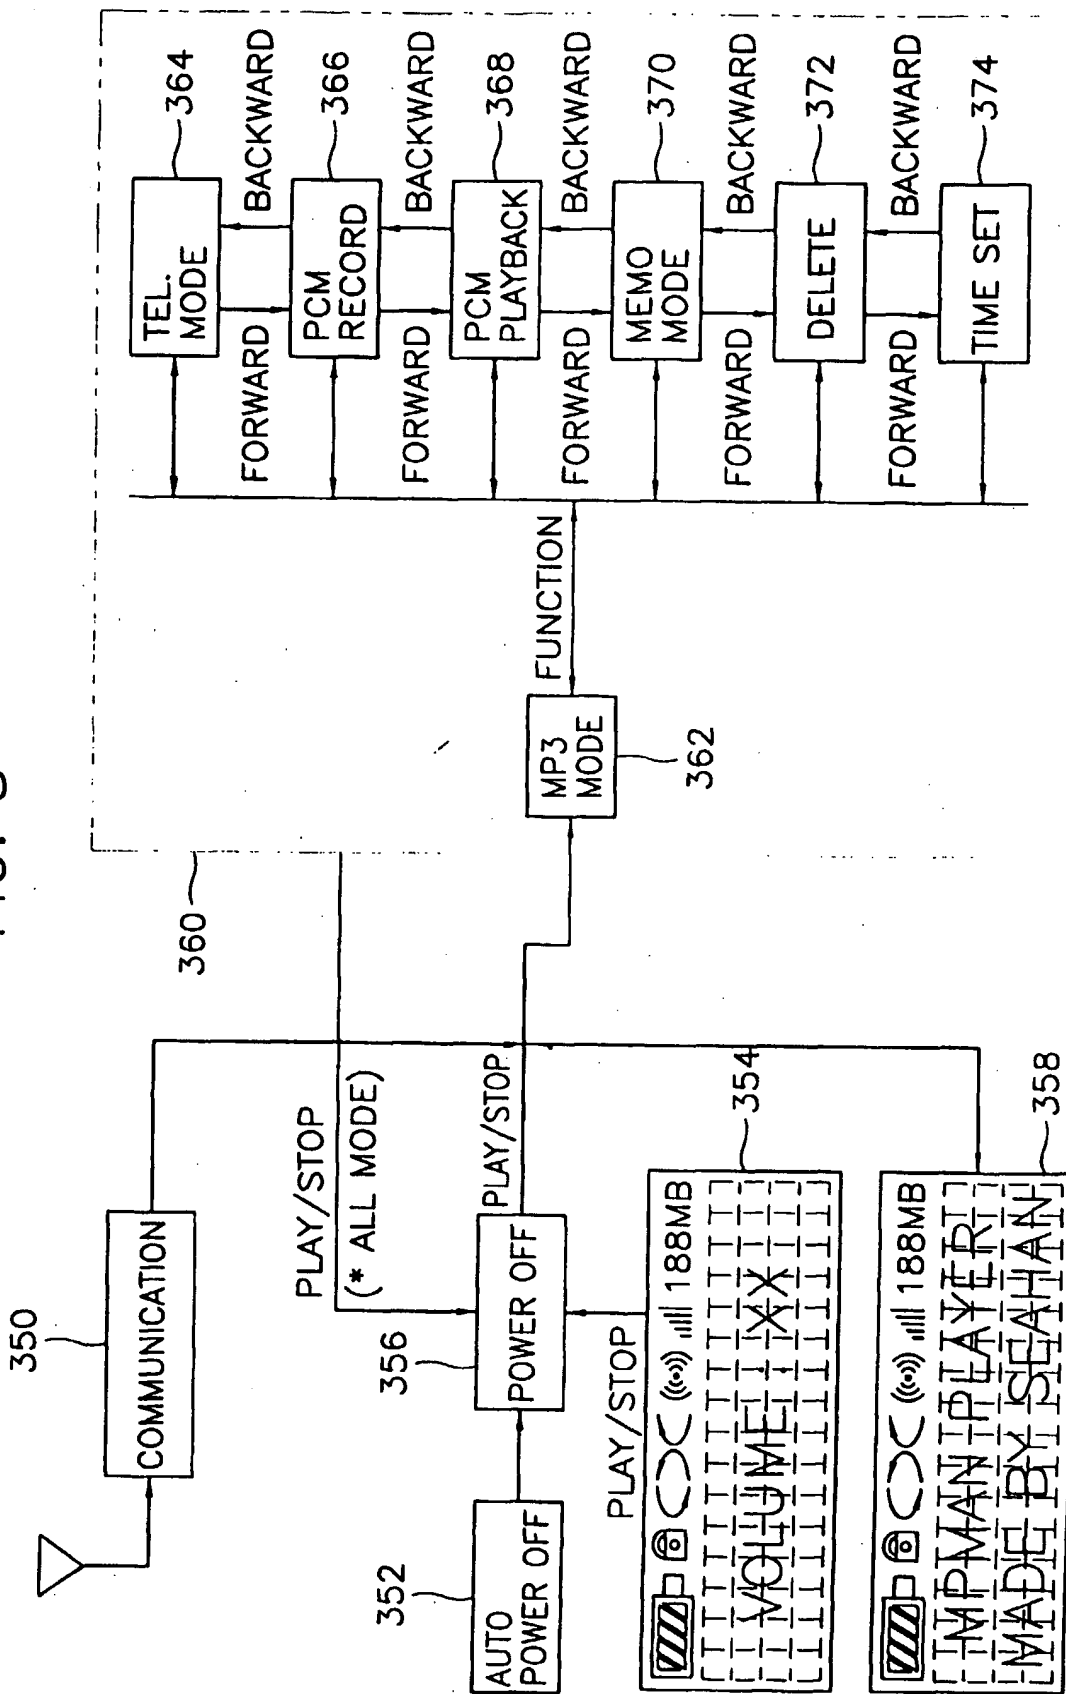 350
COMMUNICATION
360
364
TEL.
MODE
BACKWARD
FORWARD
366
PCM
RECORD
BACKWARD
FORWARD
368
PCM
PLAYBACK
BACKWARD
FORWARD
370
MEMO
MODE
BACKWARD
FORWARD
372
DELETE
BACKWARD
FORWARD
374
TIME SET
FUNCTION
MP3
MODE
362
PLAY/STOP
(* ALL MODE)
352
AUTO
POWER OFF
356
POWER OFF
PLAY/STOP
PLAY/STOP
354
188MB
VOLUME : XX
358
188MB
MPMAN PLAYER
MADE BY SEAHAN